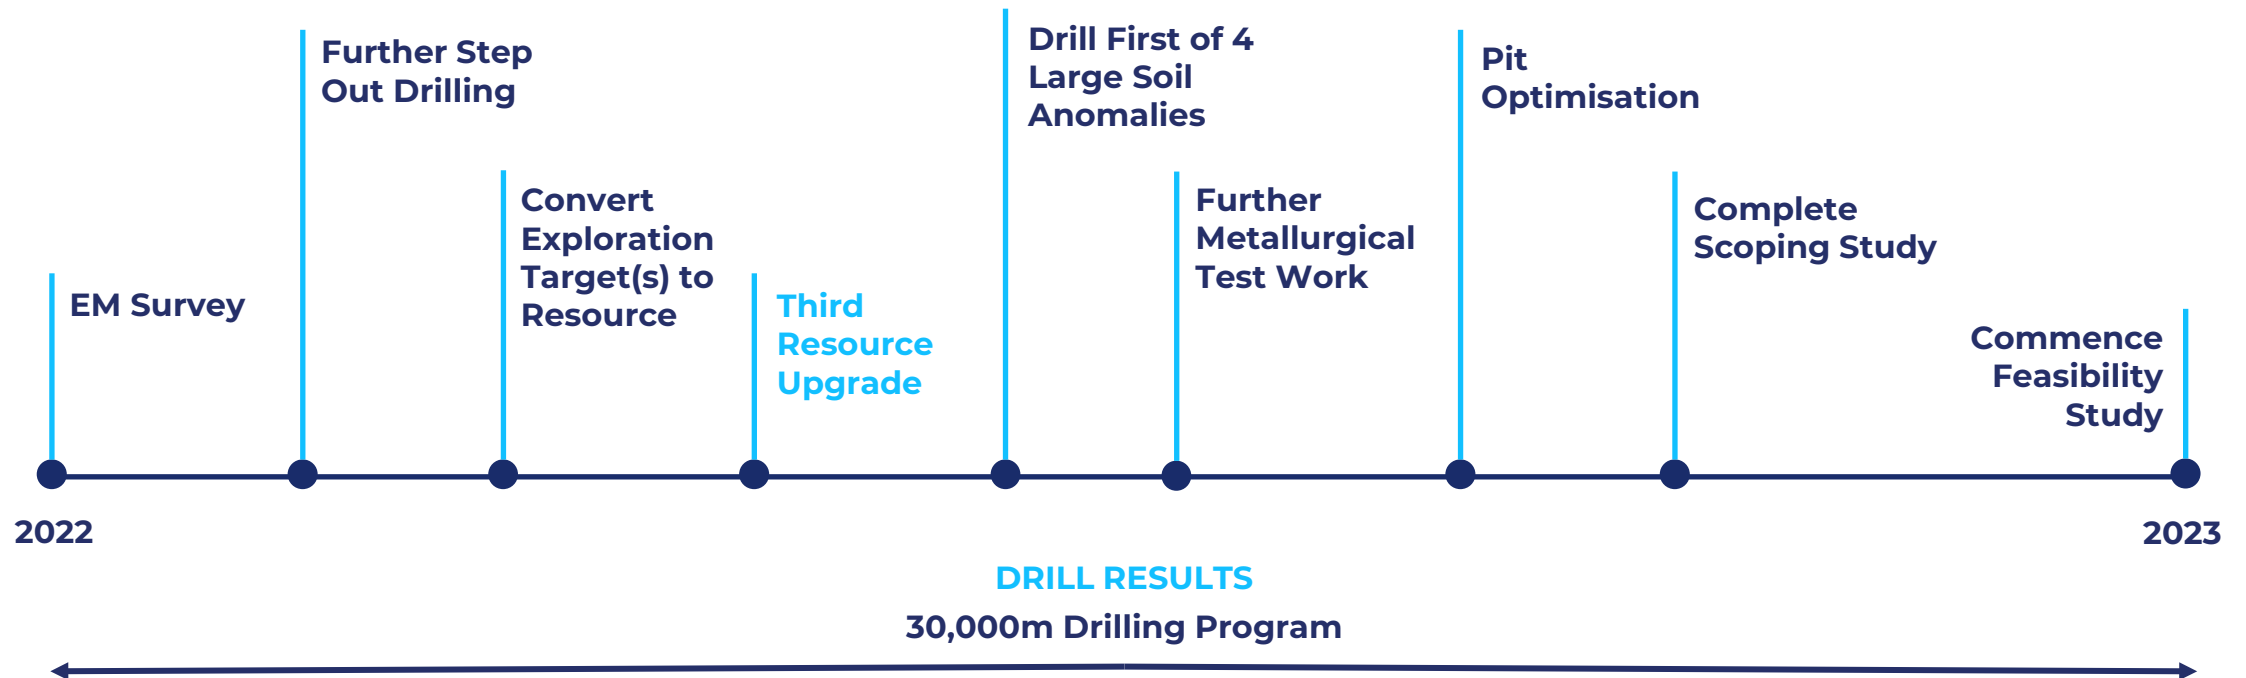 Further Step
Out Drilling
Drill First of 4
Large Soil
Anomalies
Pit
Optimisation
Convert
Exploration
Target(s) to
Resource
Further
Metallurgical
Test Work
Complete
Scoping Study
EM Survey
Third
Resource
Upgrade
Commence
Feasibility
Study
2022
2023
DRILL RESULTS
30,000m Drilling Program